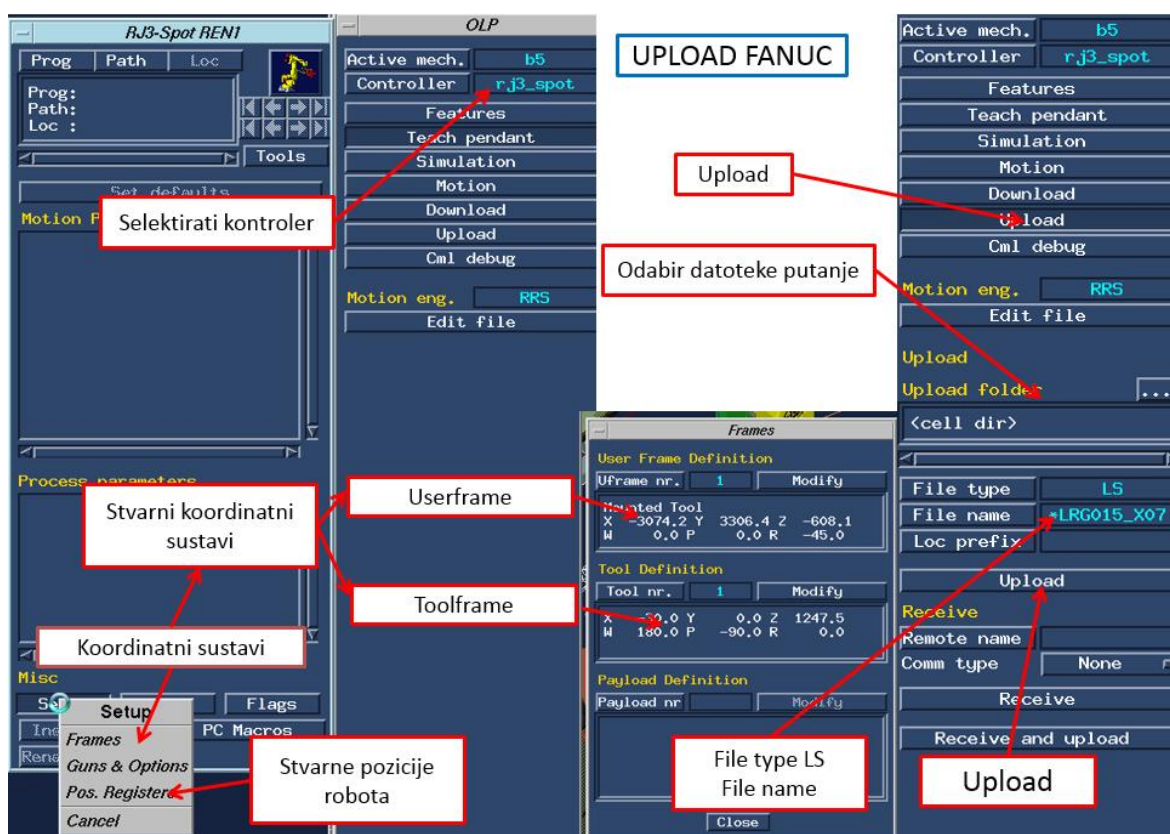 RJ3-Spot REN1
Prog Path Loc
Prog:
Path:
Loc :
Tools
Set defaults
Motion P
Process parameters
Misc
Flags
PC Macros
Setup
Frames
Guns & Options
Pos. Registers
Cancel
OLP
Active mech. b5
Controller rj3_spot
Features
Teach pendant
Simulation
Motion
Download
Upload
Cml debug
Motion eng. RRS
Edit file
UPLOAD FANUC
Selektirati kontroler
Upload
Odabir datoteke putanje
Stvarni koordinatni
sustavi
Koordinatni sustavi
Userframe
Toolframe
Stvarne pozicije
robota
Frames
User Frame Definition
Uframe nr. 1 Modify
Mounted Tool
X -3074.2 Y 3306.4 Z -608.1
W 0.0 P 0.0 R -45.0
Tool Definition
Tool nr. 1 Modify
X -30.0 Y 0.0 Z 1247.5
W 180.0 P -90.0 R 0.0
Payload Definition
Payload nr Modify
Close
File type LS
File name
Upload
Active mech. b5
Controller rj3_spot
Features
Teach pendant
Simulation
Motion
Download
Upload
Cml debug
Motion eng. RRS
Edit file
Upload
Upload folder ...
<cell dir>
File type LS
File name *LRG015_X07
Loc prefix
Upload
Receive
Remote name
Comm type None
Receive
Receive and upload